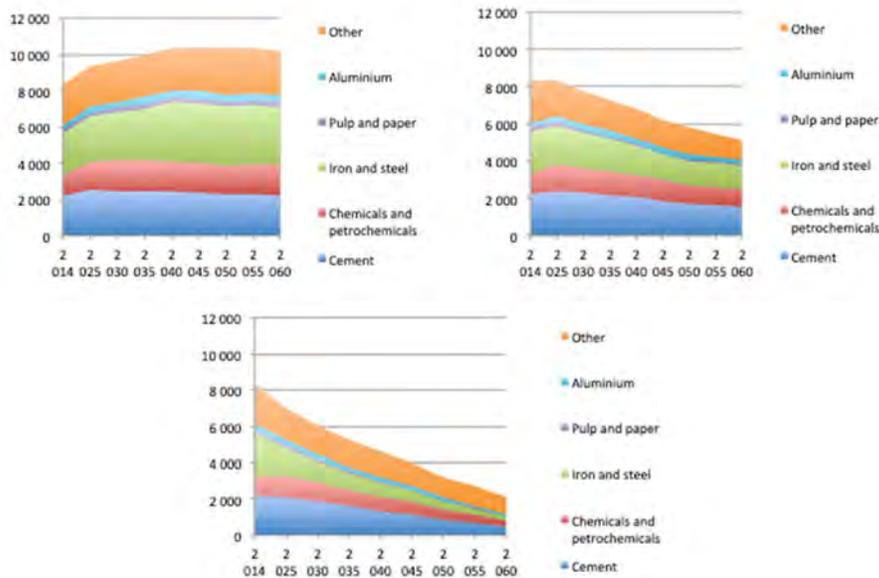 12 000
10 000
8 000
6 000
4 000
2 000
0
2 2 2 2 2 2 2 2 2
014 025 030 035 040 045 050 055 060
Other
Aluminium
Pulp and paper
Iron and steel
Chemicals and
petrochemicals
Cement
12 000
10 000
8 000
6 000
4 000
2 000
0
2 2 2 2 2 2 2 2 2
014 025 030 035 040 045 050 055 060
Other
Aluminium
Pulp and paper
Iron and steel
Chemicals and
petrochemicals
Cement
12 000
10 000
8 000
6 000
4 000
2 000
0
2 2 2 2 2 2 2 2 2
014 025 030 035 040 045 050 055 060
Other
Aluminium
Pulp and paper
Iron and steel
Chemicals and
petrochemicals
Cement